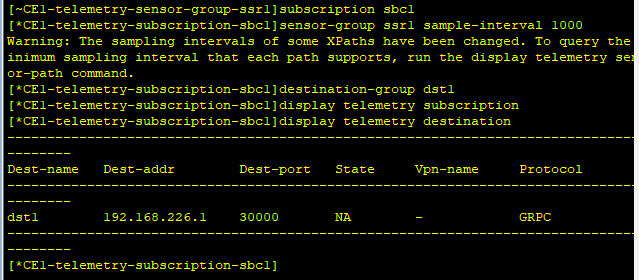 [~CE1-telemetry-sensor-group-ssr1]subscription sbc1
[*CE1-telemetry-subscription-sbc1]sensor-group ssr1 sample-interval 1000
Warning: The sampling intervals of some XPaths have been changed. To query the
inimum sampling interval that each path supports, run the display telemetry sen
or-path command.
[*CE1-telemetry-subscription-sbc1]destination-group dst1
[*CE1-telemetry-subscription-sbc1]display telemetry subscription
[*CE1-telemetry-subscription-sbc1]display telemetry destination
-------------------------------------------------------------------------------
--------
Dest-name   Dest-addr        Dest-port   State     Vpn-name     Protocol
-------------------------------------------------------------------------------
--------
dst1        192.168.226.1    30000       NA        -            GRPC
-------------------------------------------------------------------------------
--------
[*CE1-telemetry-subscription-sbc1]